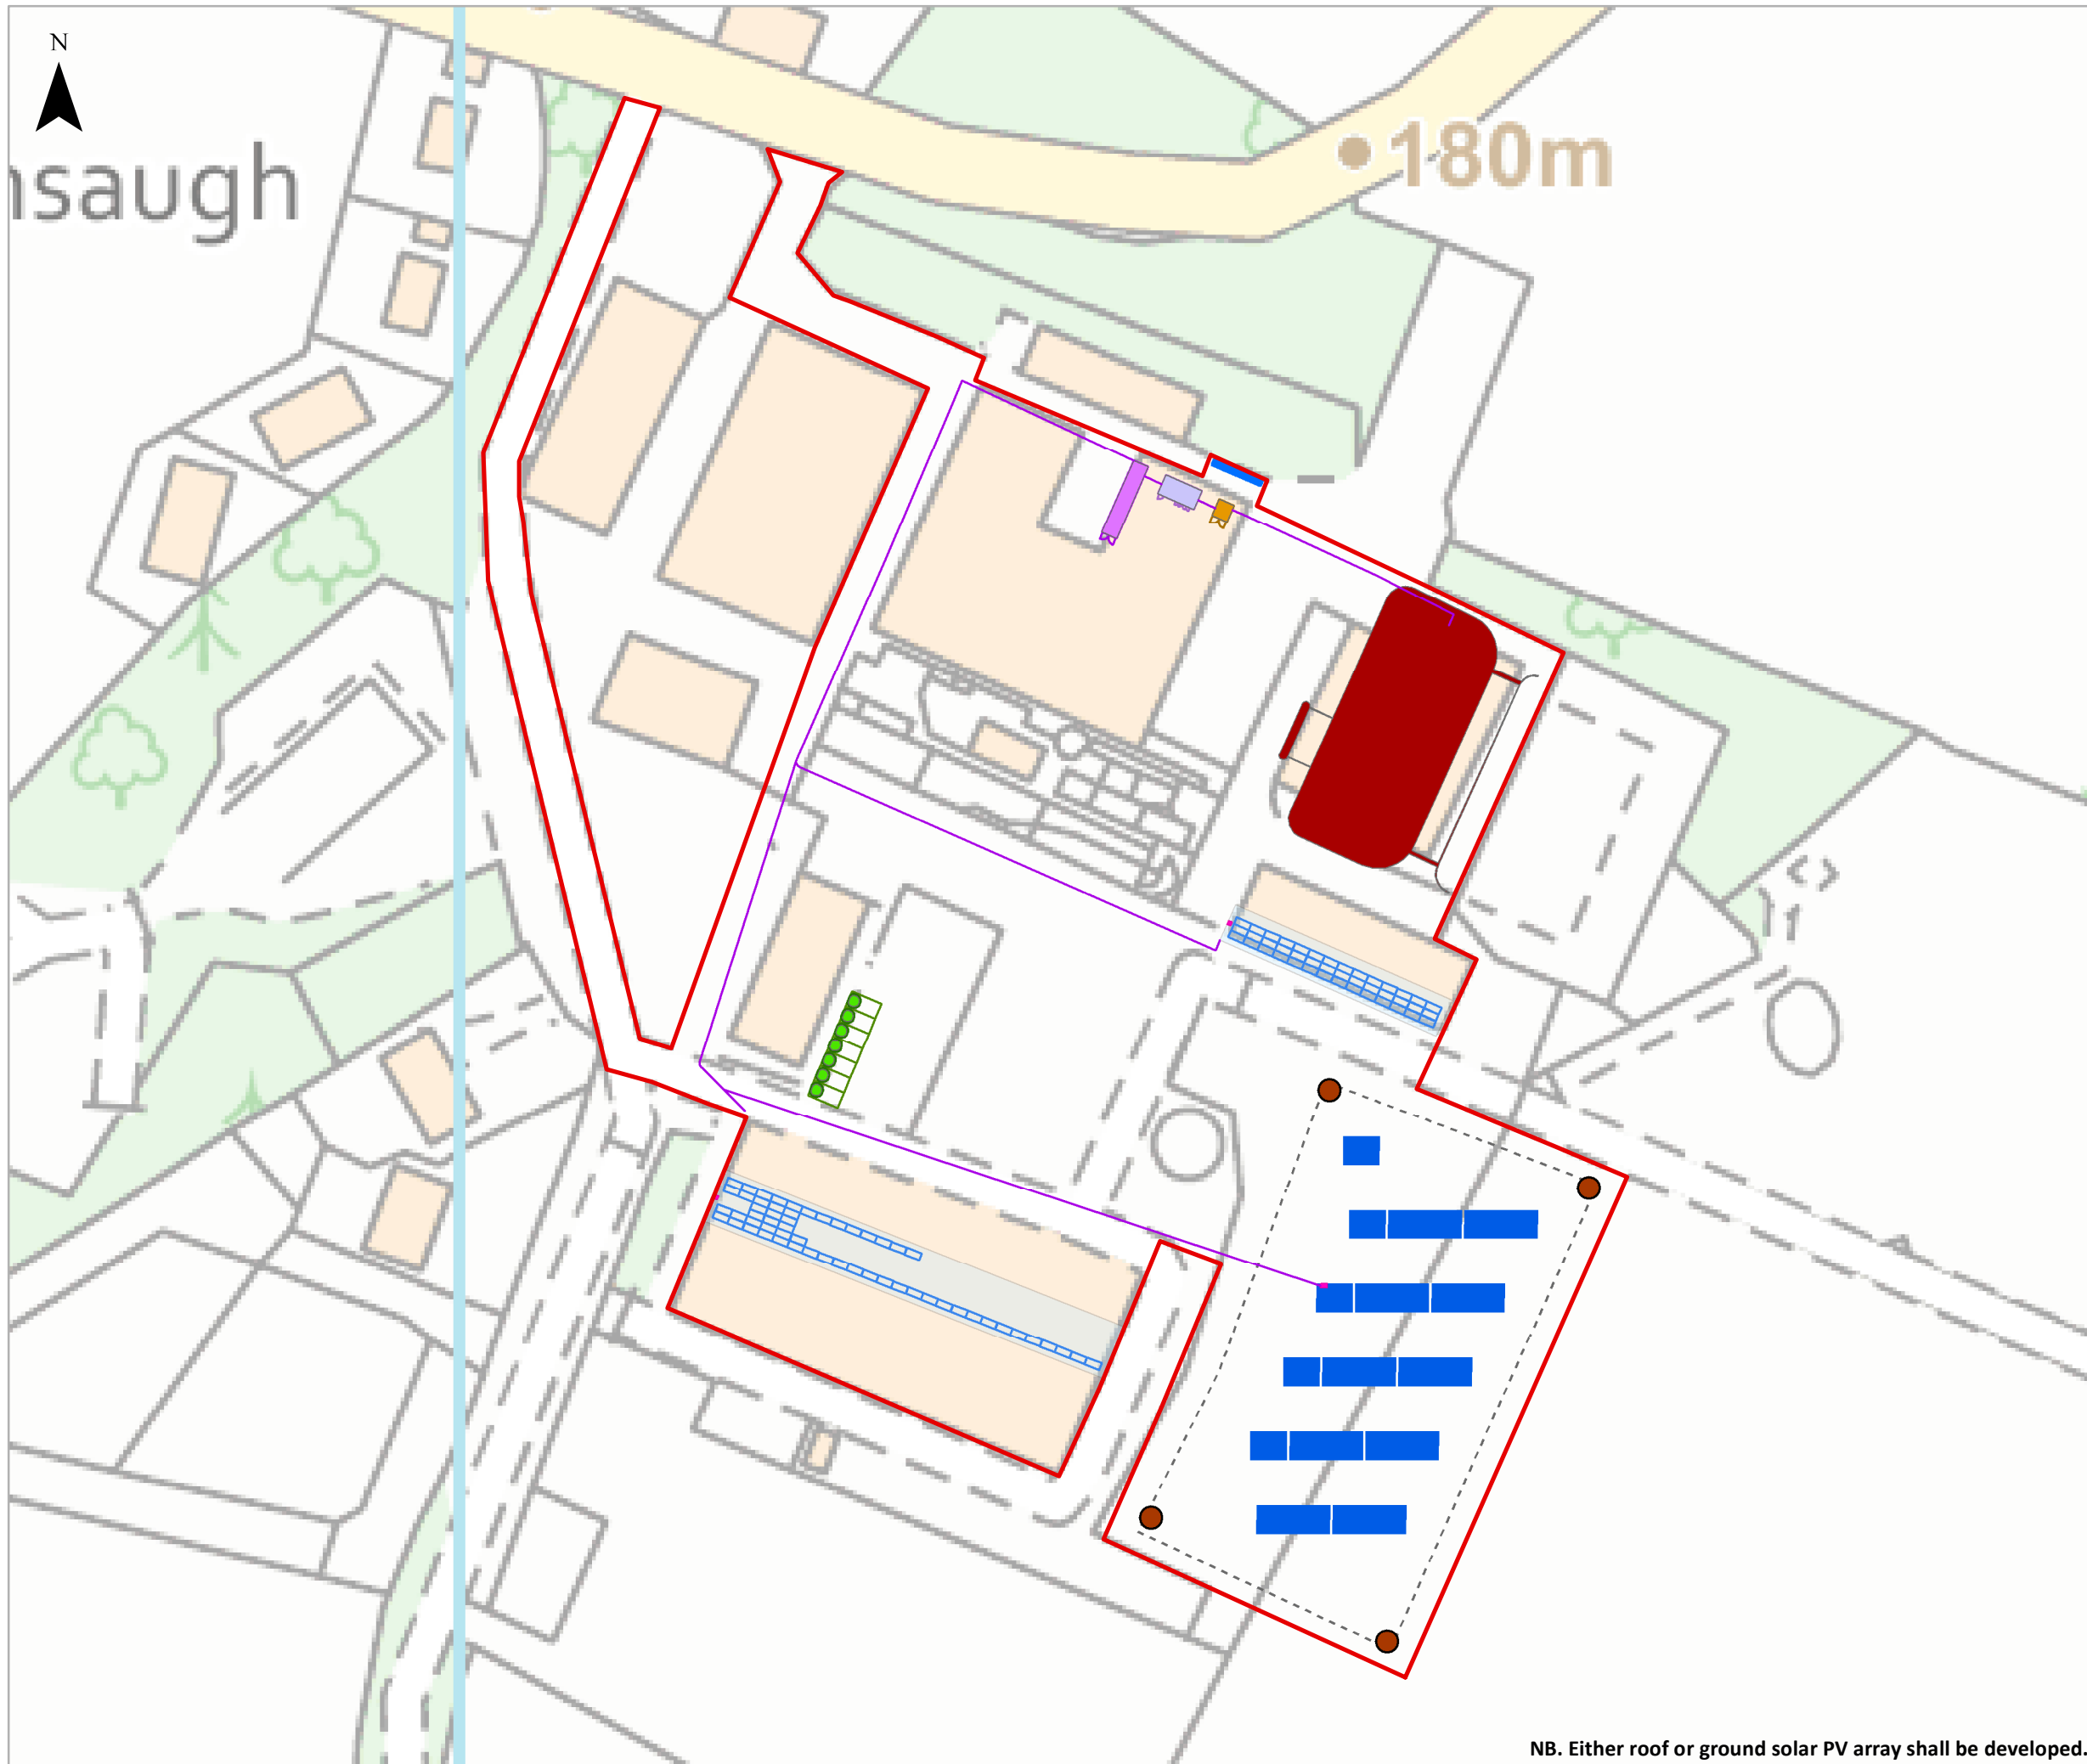 N
nsaugh
180m
NB. Either roof or ground solar PV array shall be developed.